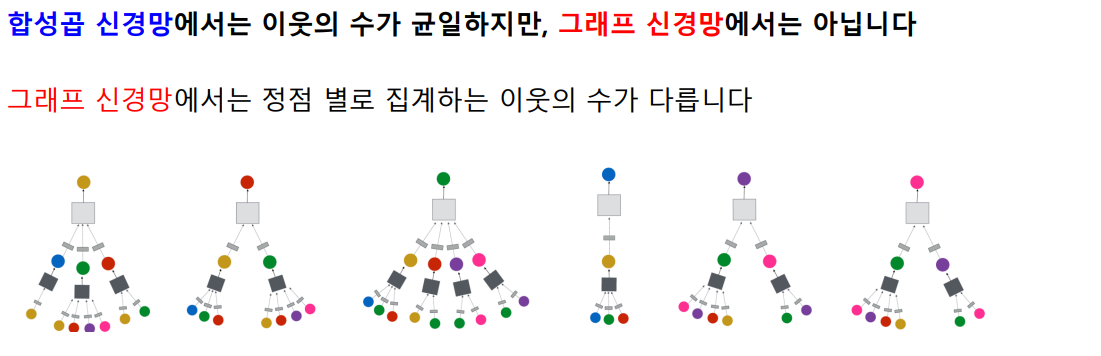 합성곱 신경망에서는 이웃의 수가 균일하지만, 그래프 신경망에서는 아닙니다
그래프 신경망에서는 정점 별로 집계하는 이웃의 수가 다릅니다